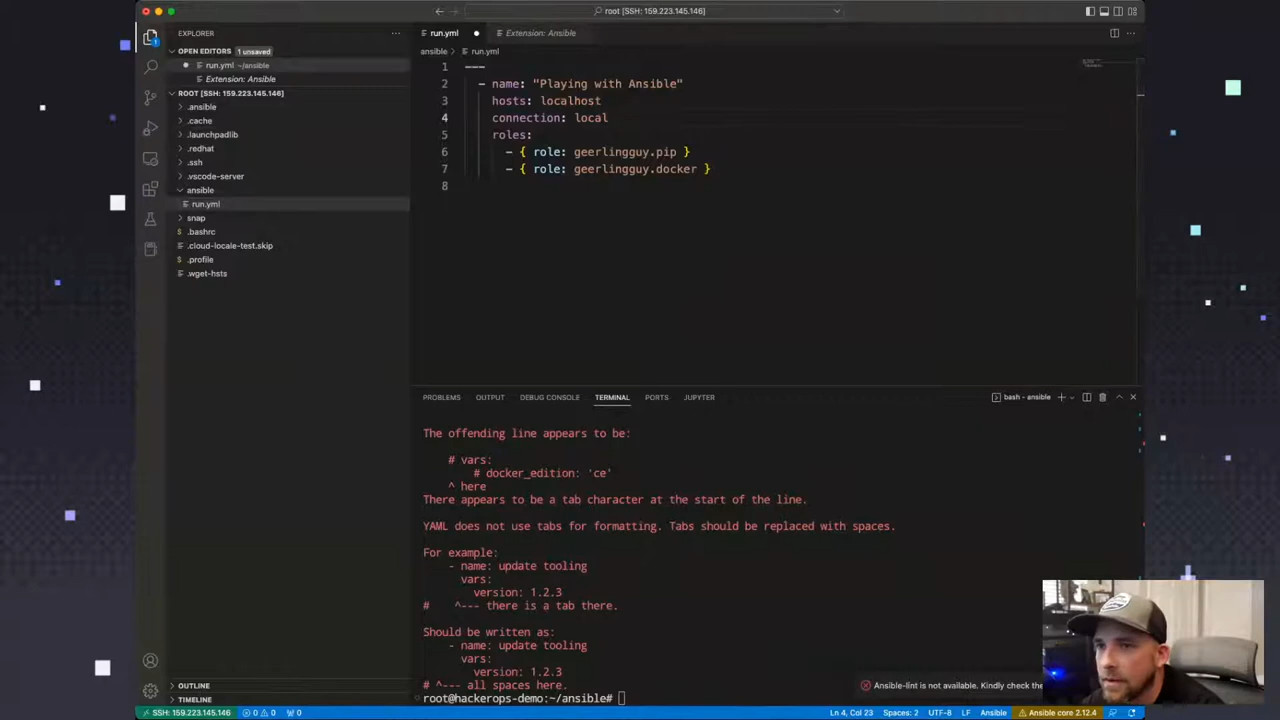 root [SSH: 159.223.145.146]
EXPLORER
run.yml
Extension: Ansible
OPEN EDITORS
1 unsaved
run.yml ~/ansible
Extension: Ansible
ROOT [SSH: 159.223.145.146]
.ansible
.cache
.launchpadlib
.redhat
.ssh
.vscode-server
ansible
run.yml
snap
$ .bashrc
.cloud-locale-test.skip
$ .profile
.wget-hsts
OUTLINE
TIMELINE
ansible > run.yml
1 ---
2 - name: "Playing with Ansible"
3 hosts: localhost
4 connection: local
5 roles:
6 - { role: geerlingguy.pip }
7 - { role: geerlingguy.docker }
8
PROBLEMS OUTPUT DEBUG CONSOLE TERMINAL PORTS JUPYTER
bash - ansible
The offending line appears to be:
# vars:
# docker_edition: 'ce'
^ here
There appears to be a tab character at the start of the line.
YAML does not use tabs for formatting. Tabs should be replaced with spaces.
For example:
- name: update tooling
vars:
version: 1.2.3
# ^--- there is a tab there.
Should be written as:
- name: update tooling
vars:
version: 1.2.3
# ^--- all spaces here.
root@hackerops-demo:~/ansible#
Ansible-lint is not available. Kindly check the
SSH: 159.223.145.146 0 0 0 Ln 4, Col 23 Spaces: 2 UTF-8 LF Ansible Ansible core 2.12.4